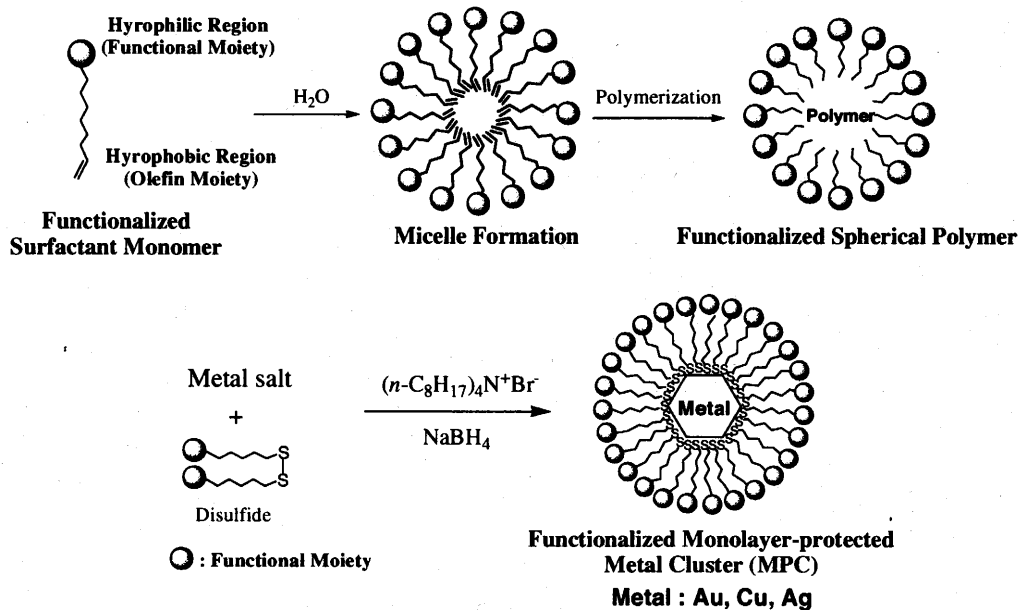 Hyrophilic Region
(Functional Moiety)
H2O
Polymerization
Polymer
Hyrophobic Region
(Olefin Moiety)
Functionalized
Surfactant Monomer
Micelle Formation
Functionalized Spherical Polymer
Metal salt
+
(n-C8H17)4N+Br-
NaBH4
S
S
Disulfide
: Functional Moiety
SSSSSSSSSSSSSSSSSSSSSSSS
Metal
Functionalized Monolayer-protected
Metal Cluster (MPC)
Metal : Au, Cu, Ag